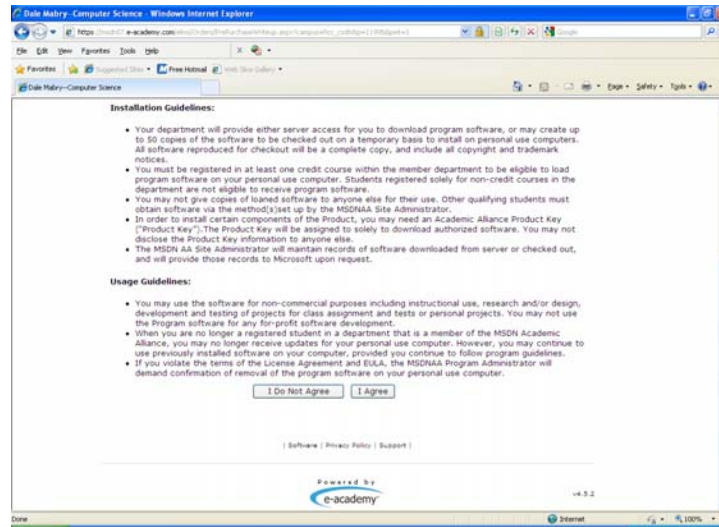 Dale Mabry--Computer Science - Windows Internet Explorer
e-academy.com
Google
File Edit View Favorites Tools Help
Favorites Suggested Sites Free Hotmail Web Slice Gallery
Dale Mabry--Computer Science Page Safety Tools
Installation Guidelines:
• Your department will provide either server access for you to download program software, or may create up
to 50 copies of the software to be checked out on a temporary basis to install on personal use computers.
All software reproduced for checkout will be a complete copy, and include all copyright and trademark
notices.
• You must be registered in at least one credit course within the member department to be eligible to load
program software on your personal use computer. Students registered solely for non-credit courses in the
department are not eligible to receive program software.
• You may not give copies of loaned software to anyone else for their use. Other qualifying students must
obtain software via the method(s)set up by the MSDNAA Site Administrator.
• In order to install certain components of the Product, you may need an Academic Alliance Product Key
("Product Key").The Product Key will be assigned to solely to download authorized software. You may not
disclose the Product Key information to anyone else.
• The MSDN AA Site Administrator will maintain records of software downloaded from server or checked out,
and will provide those records to Microsoft upon request.
Usage Guidelines:
• You may use the software for non-commercial purposes including instructional use, research and/or design,
development and testing of projects for class assignment and tests or personal projects. You may not use
the Program software for any for-profit software development.
• When you are no longer a registered student in a department that is a member of the MSDN Academic
Alliance, you may no longer receive updates for your personal use computer. However, you may continue to
use previously installed software on your computer, provided you continue to follow program guidelines.
• If you violate the terms of the License Agreement and EULA, the MSDNAA Program Administrator will
demand confirmation of removal of the program software on your personal use computer.
I Do Not Agree I Agree
| Software | Privacy Policy | Support |
Powered by
e-academy
v4.5.2
Done Internet 100%